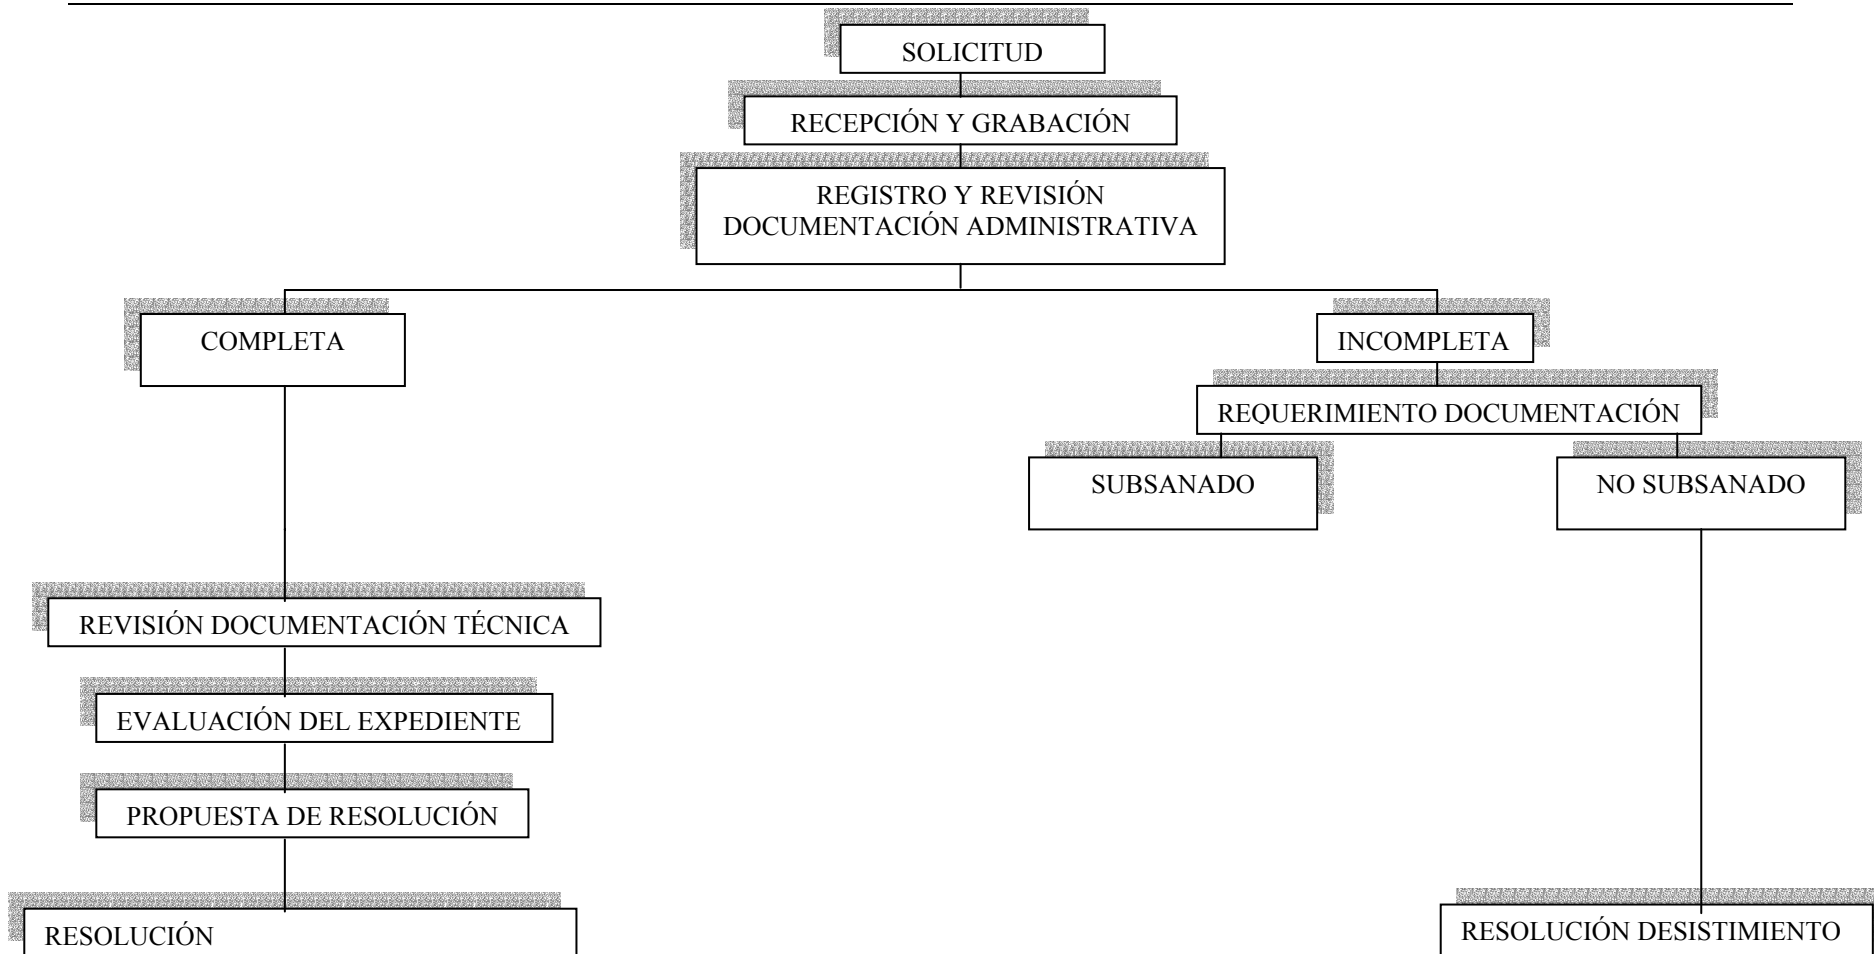 SOLICITUD
RECEPCIÓN Y GRABACIÓN
REGISTRO Y REVISIÓN
DOCUMENTACIÓN ADMINISTRATIVA
COMPLETA
INCOMPLETA
REQUERIMIENTO DOCUMENTACIÓN
SUBSANADO
NO SUBSANADO
REVISIÓN DOCUMENTACIÓN TÉCNICA
EVALUACIÓN DEL EXPEDIENTE
PROPUESTA DE RESOLUCIÓN
RESOLUCIÓN
RESOLUCIÓN DESISTIMIENTO